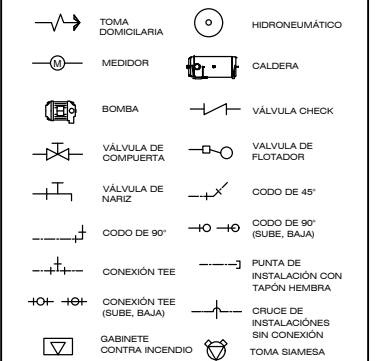 TOMA
DOMICILARIA
HIDRONEUMÁTICO
M
MEDIDOR
CALDERA
BOMBA
VÁLVULA CHECK
VÁLVULA DE
COMPUERTA
VALVULA DE
FLOTADOR
VÁLVULA DE
NARIZ
CODO DE 45°
CODO DE 90°
CODO DE 90°
(SUBE, BAJA)
CONEXIÓN TEE
PUNTA DE
INSTALACIÓN CON
TAPÓN HEMBRA
CONEXIÓN TEE
(SUBE, BAJA)
CRUCE DE
INSTALACIÓNES
SIN CONEXIÓN
GABINETE
CONTRA INCENDIO
TOMA SIAMESA